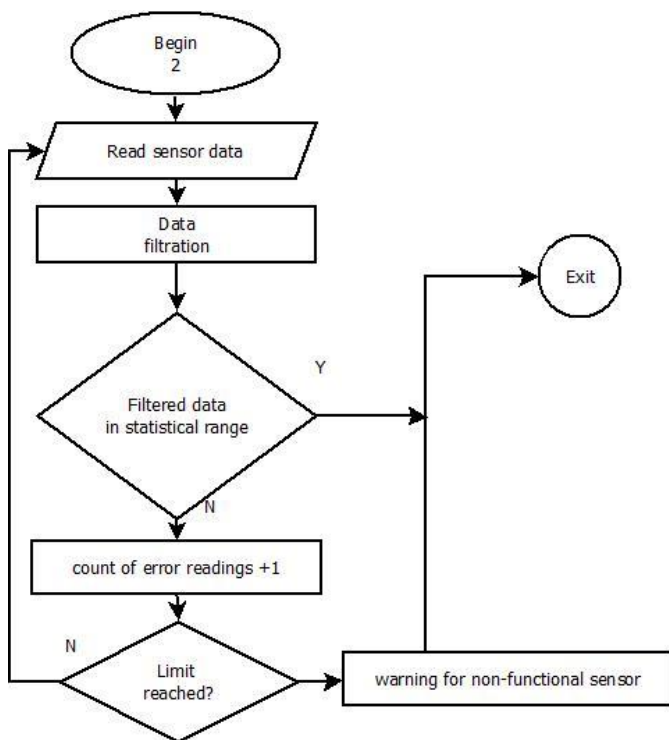 Begin
2
Read sensor data
Data
filtration
Exit
Y
Filtered data
in statistical range
N
count of error readings +1
N
Limit
reached?
warning for non-functional sensor